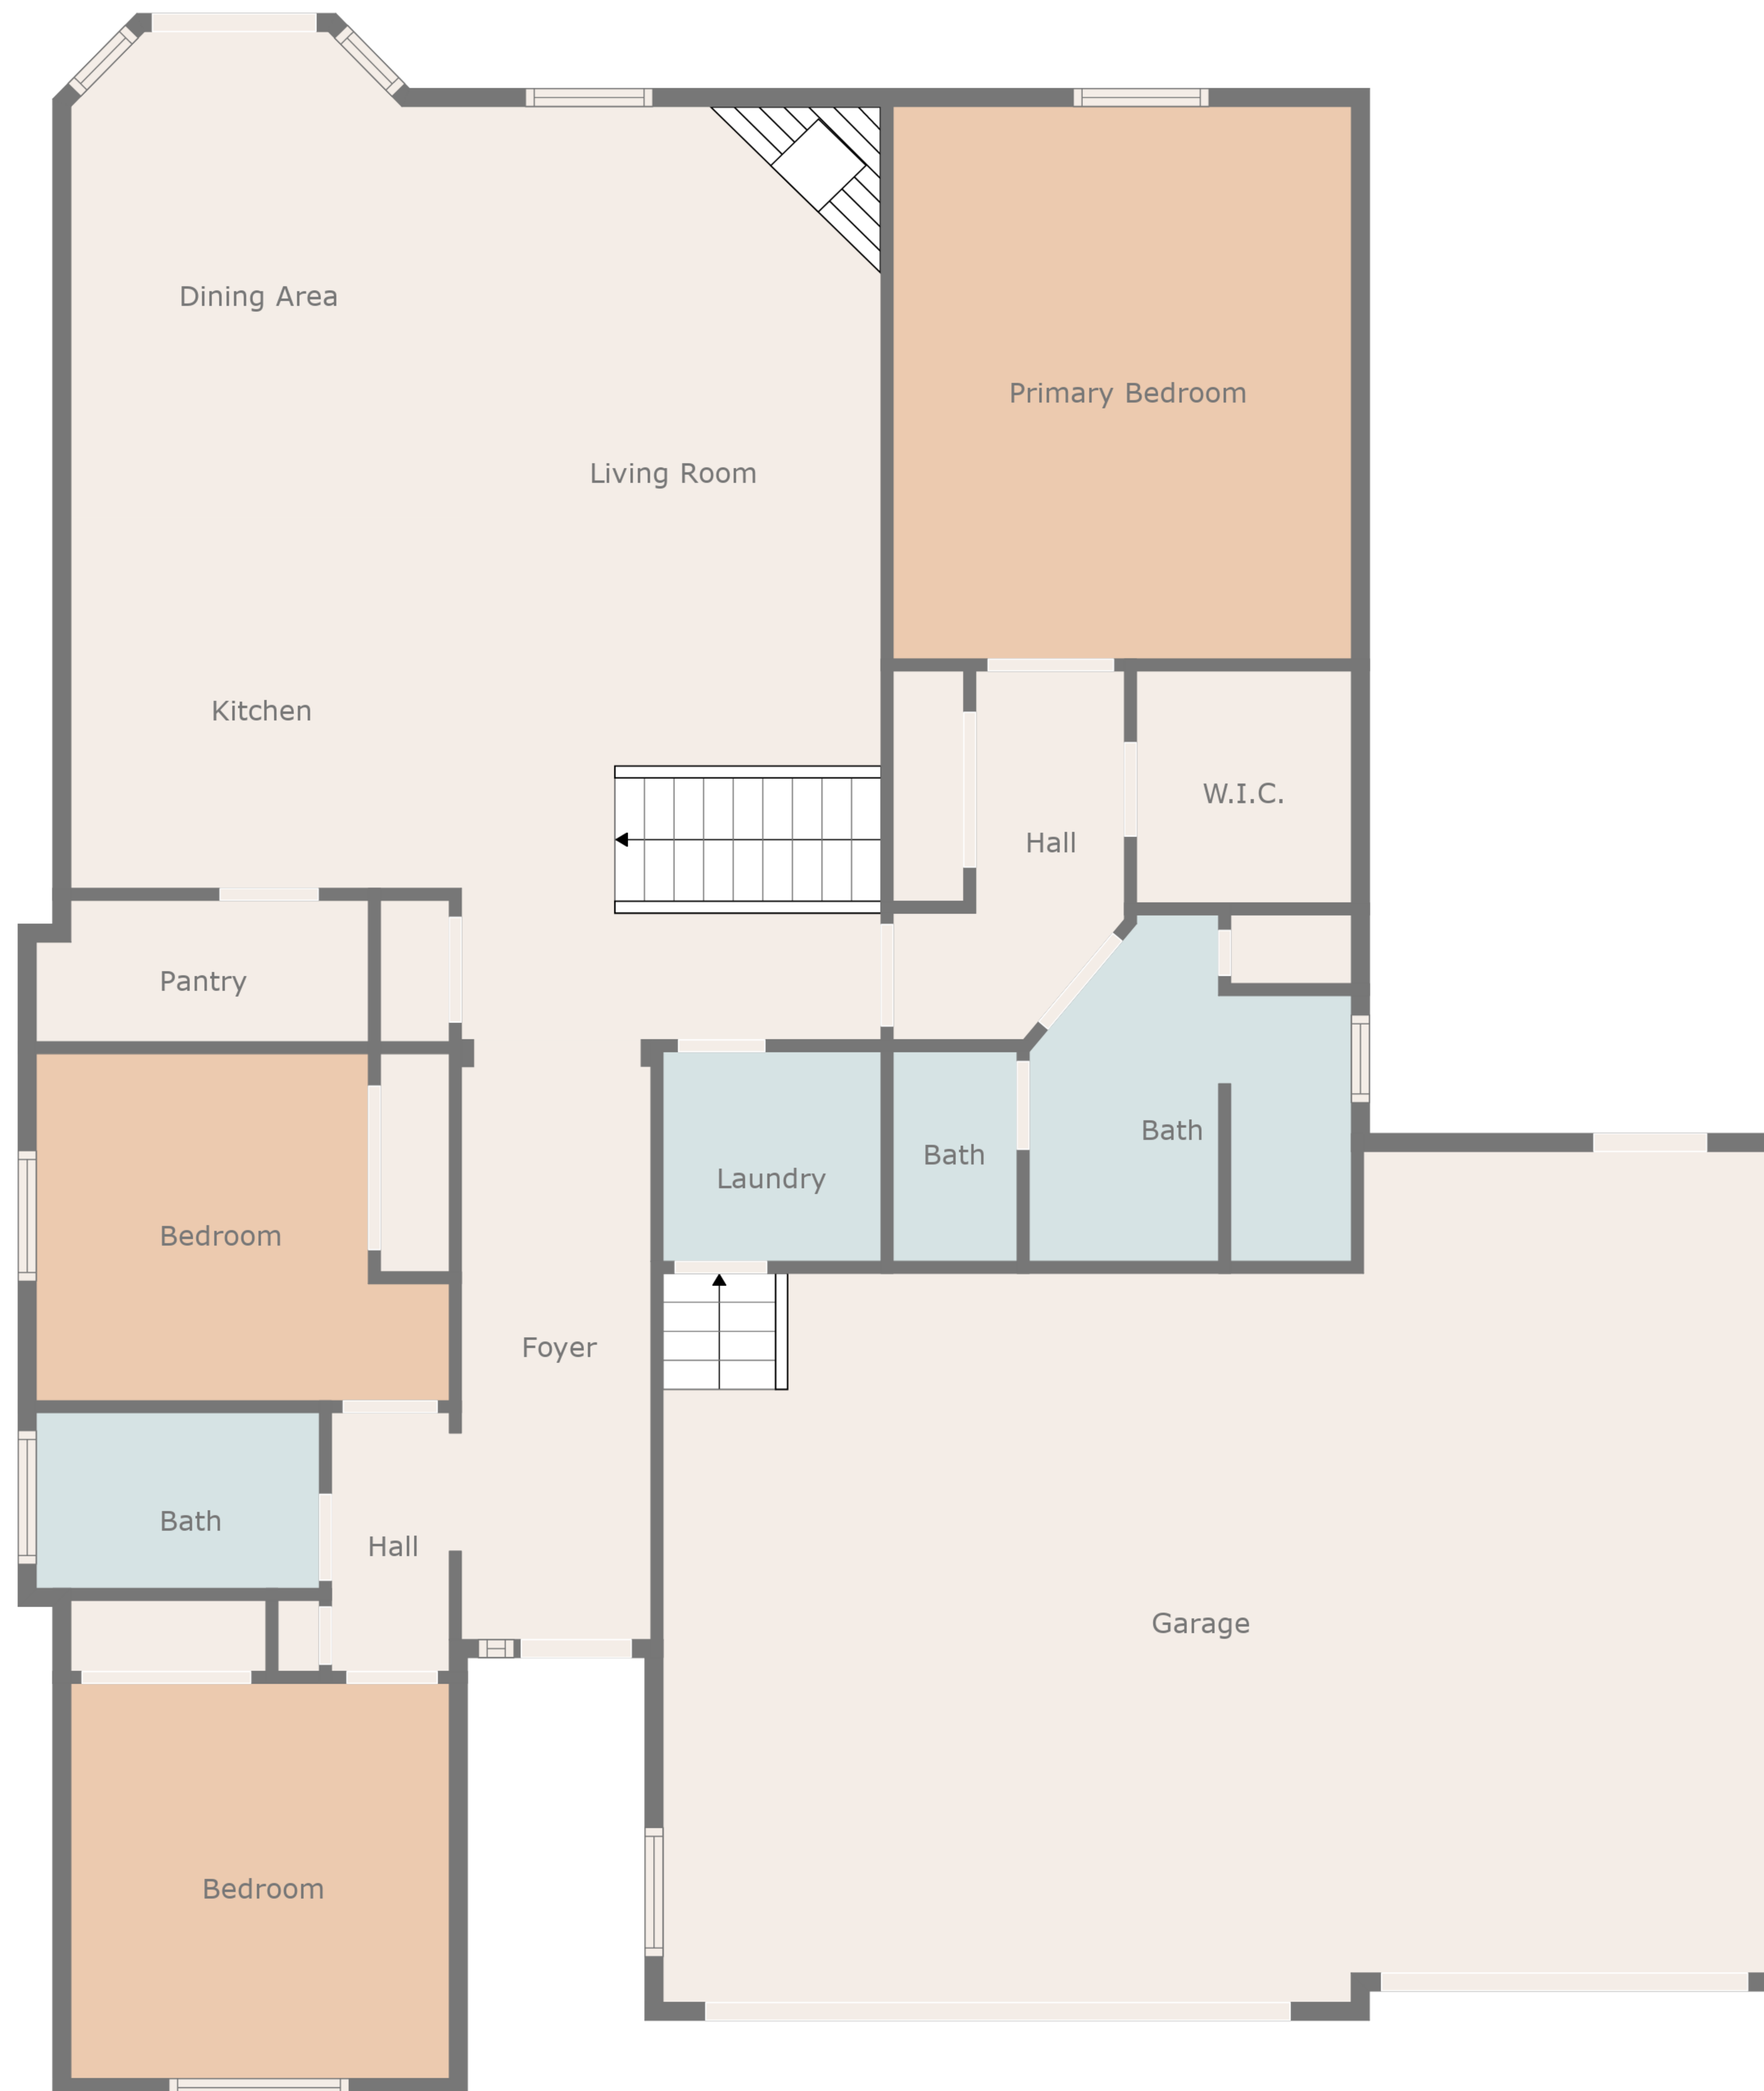 Dining Area
Primary Bedroom
Living Room
Kitchen
W.I.C.
Hall
Pantry
Bath
Bath
Laundry
Bedroom
Foyer
Bath
Hall
Garage
Bedroom